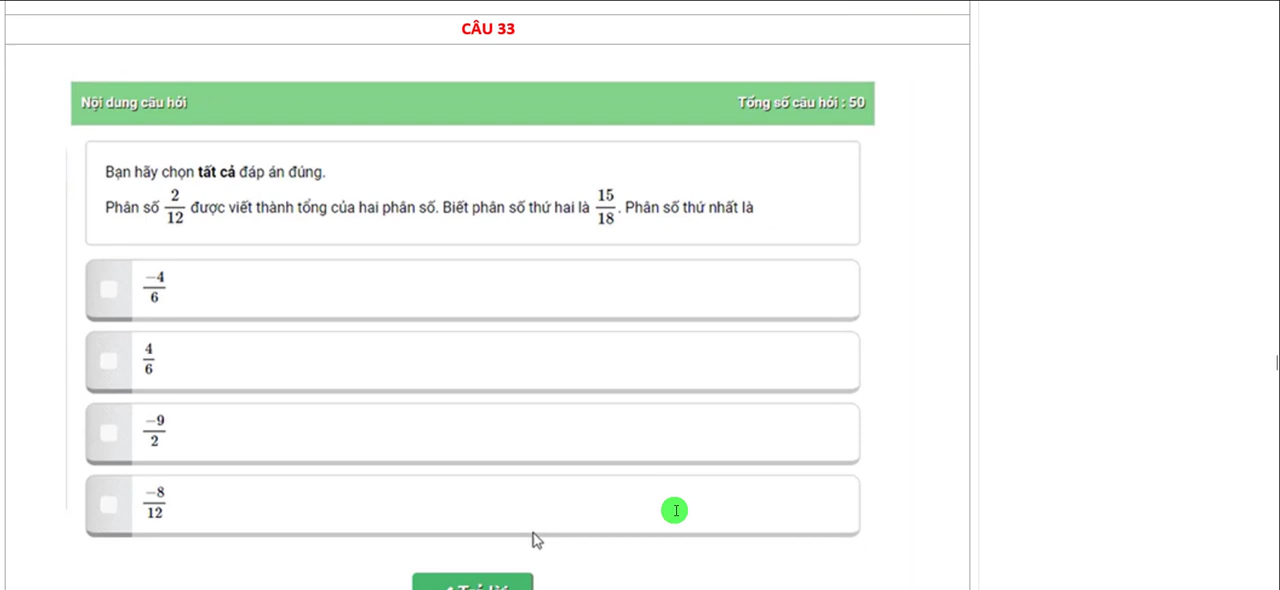 CÂU 33
Nội dung câu hỏi Tổng số câu hỏi : 50
Bạn hãy chọn tất cả đáp án đúng.
Phân số 2/12 được viết thành tổng của hai phân số. Biết phân số thứ hai là 15/18. Phân số thứ nhất là
-4/6
4/6
-9/2
-8/12